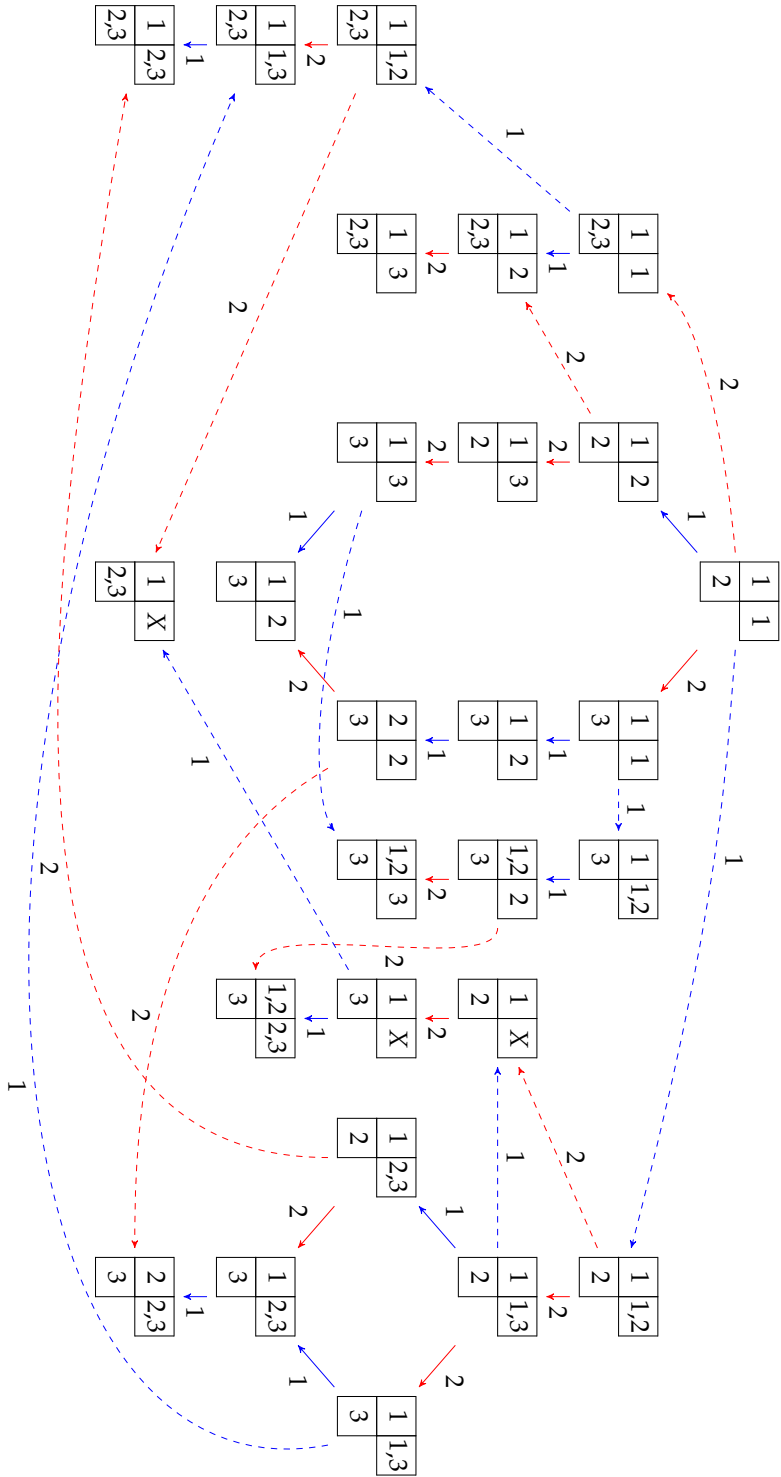 1 1
2
2 1
1 2
1 1 1 2 1 1 1 1 1,2 1 1,2
2,3 2 3 3 2
2 2
1 2 1 1 2
1 2 1 3 1 2 1,2 2 1 X 1 1,3
1 1
2,3 2 3 3 2 2
1 2
2 2 1 2 2
1 1,2 1 3 1 3 2 2 1,2 3 2 1 X 1 2,3 1 1,3
2,3 2,3 3 1 3 3 3 2 3
2 1
1 2 2 1
1 1,3 1 2 1,2 2,3 1 2,3
2,3 2 3 3 3
1 1 1
1 2,3 1 X 2 2,3
2
2,3 2,3 3
2
1